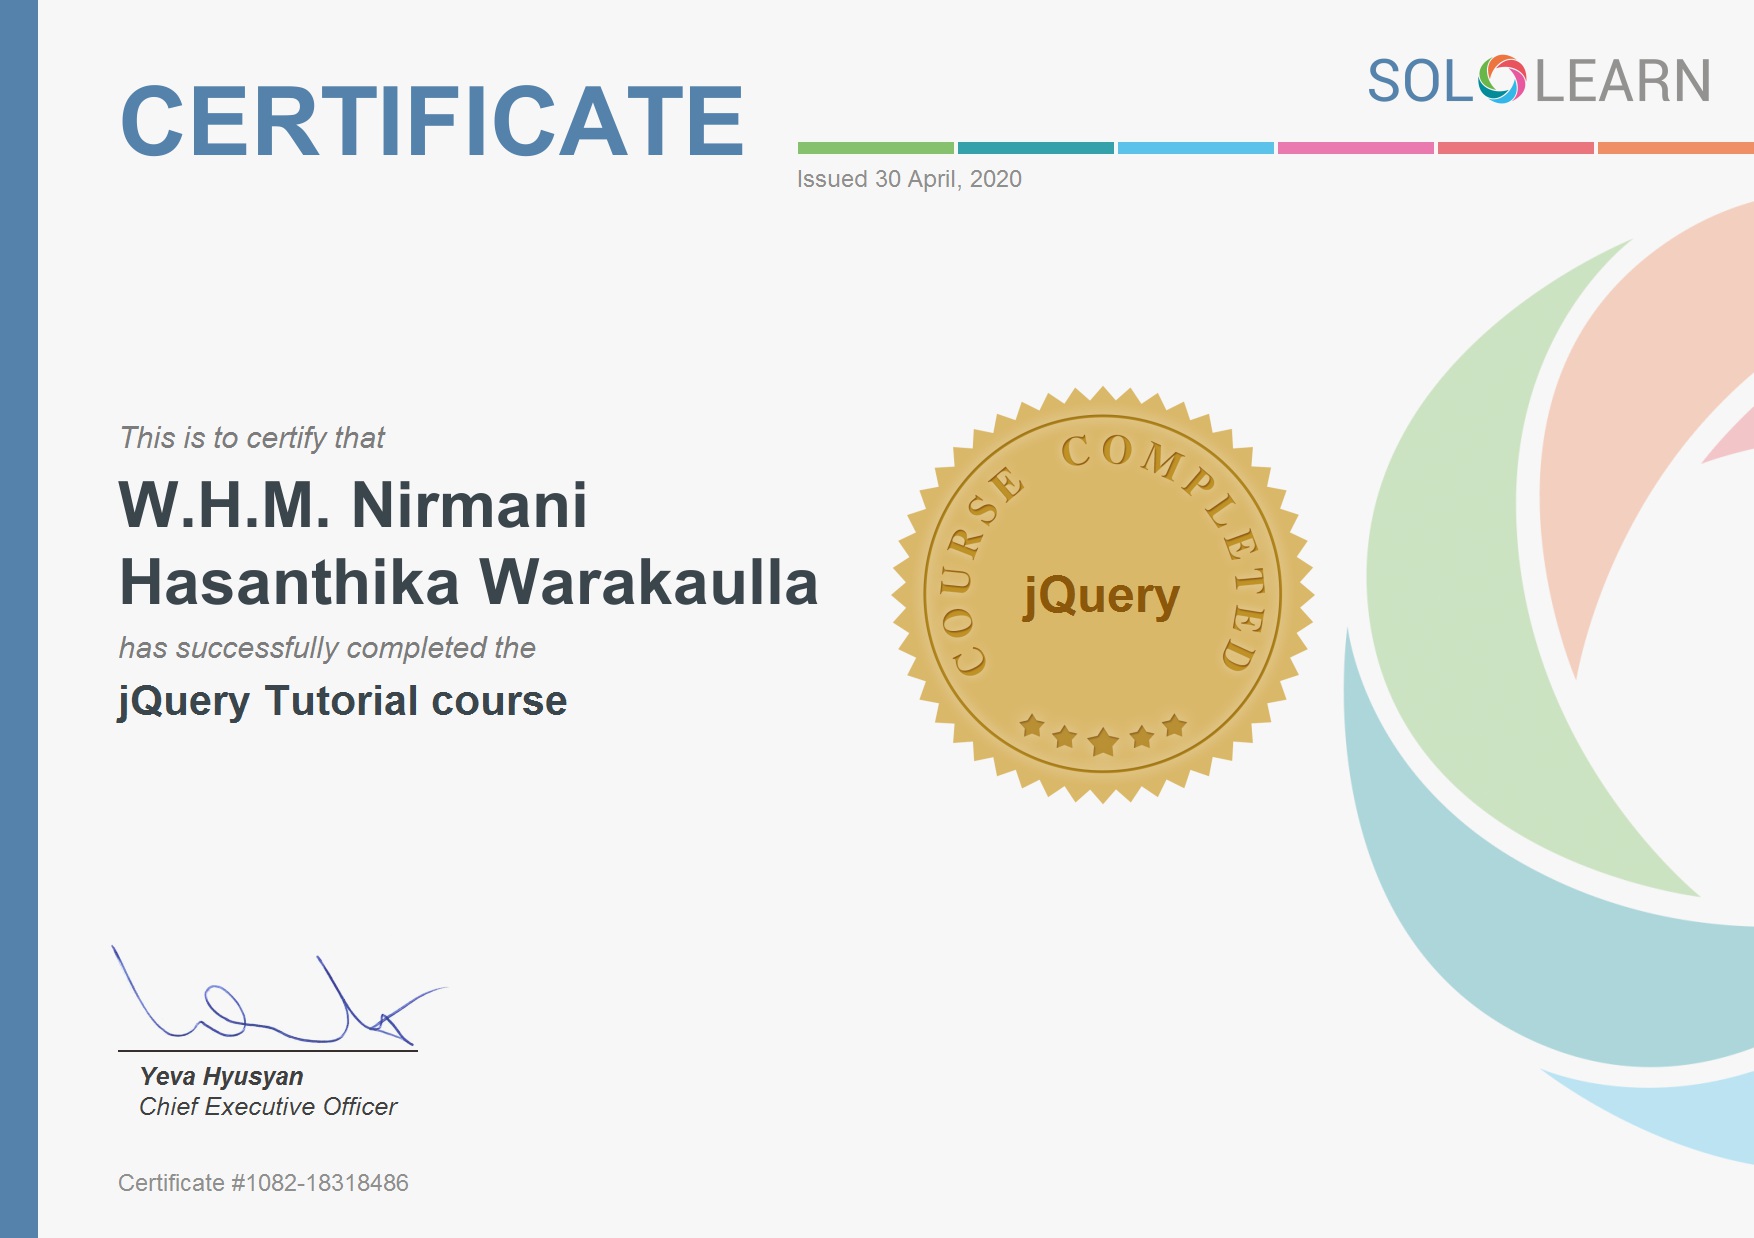 CERTIFICATE
SOLOLEARN
Issued 30 April, 2020
This is to certify that
W.H.M. Nirmani
Hasanthika Warakaulla
has successfully completed the
jQuery Tutorial course
COURSE COMPLETED
jQuery
Yeva Hyusyan
Chief Executive Officer
Certificate #1082-18318486